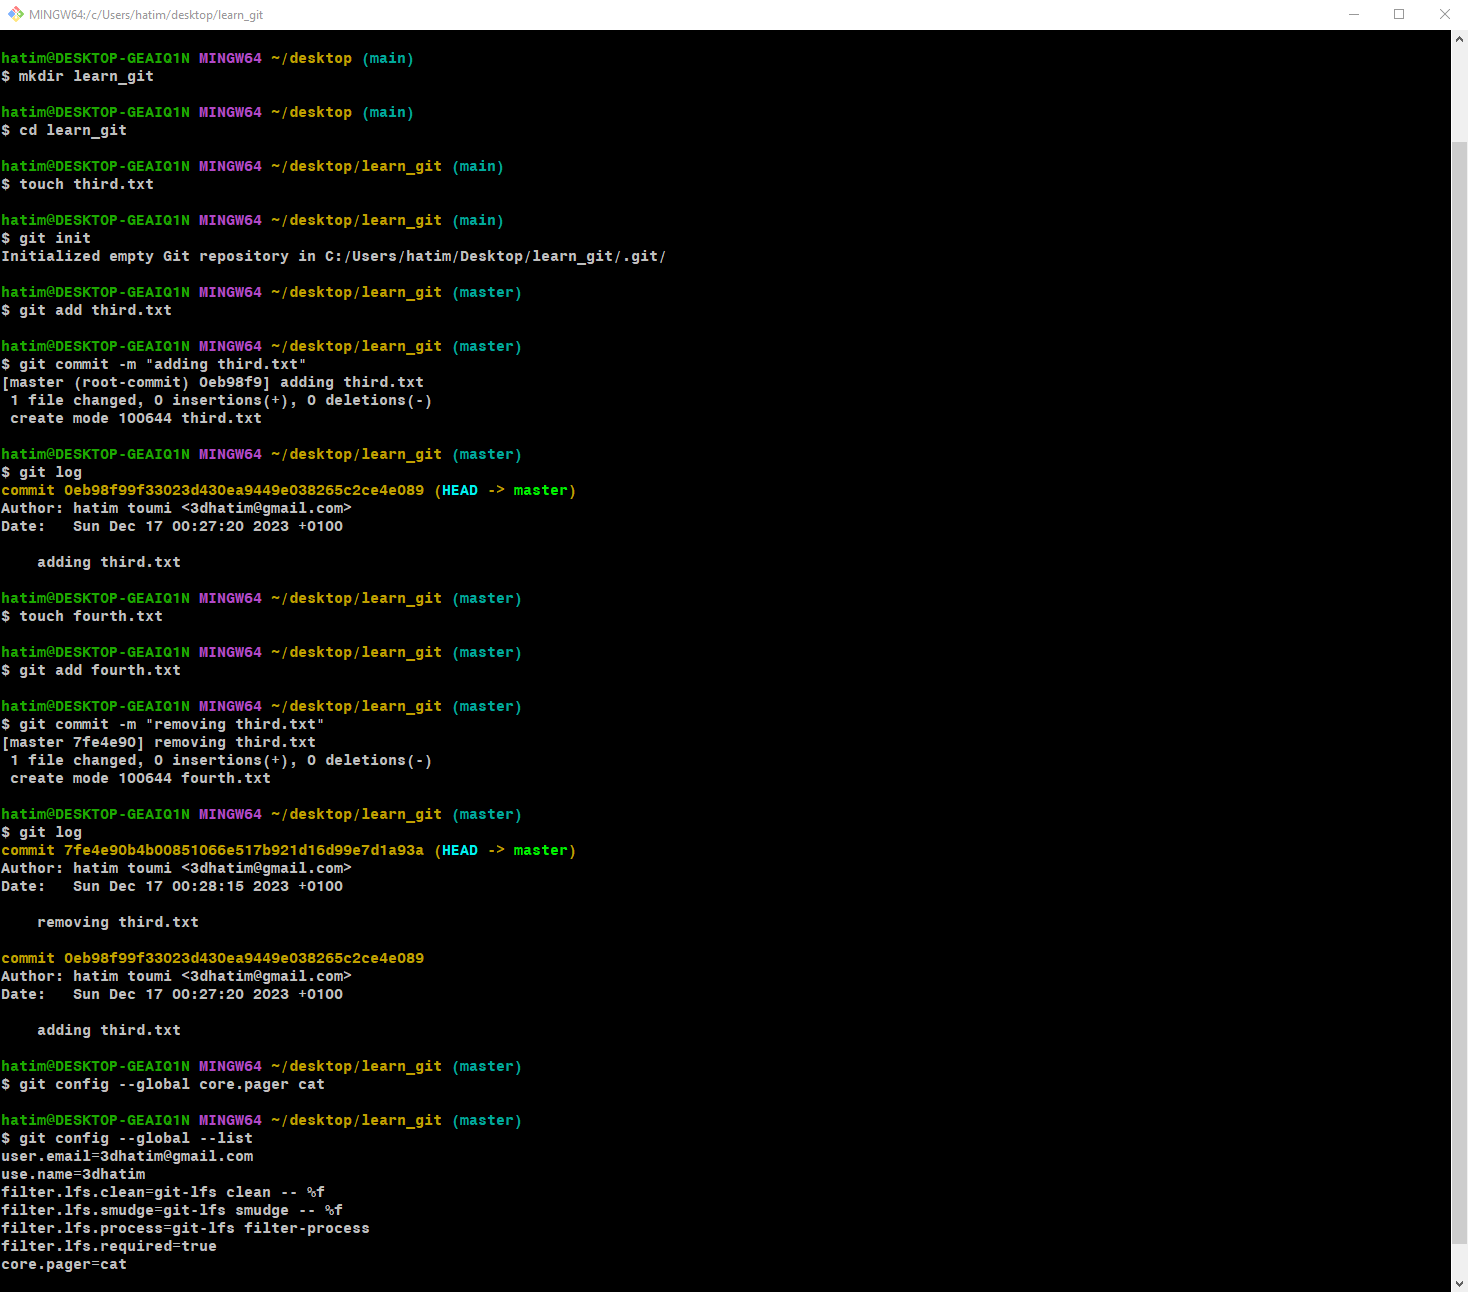 MINGW64:/c/Users/hatim/desktop/learn_git
hatim@DESKTOP-GEAIQ1N MINGW64 ~/desktop (main)
$ mkdir learn_git
hatim@DESKTOP-GEAIQ1N MINGW64 ~/desktop (main)
$ cd learn_git
hatim@DESKTOP-GEAIQ1N MINGW64 ~/desktop/learn_git (main)
$ touch third.txt
hatim@DESKTOP-GEAIQ1N MINGW64 ~/desktop/learn_git (main)
$ git init
Initialized empty Git repository in C:/Users/hatim/Desktop/learn_git/.git/
hatim@DESKTOP-GEAIQ1N MINGW64 ~/desktop/learn_git (master)
$ git add third.txt
hatim@DESKTOP-GEAIQ1N MINGW64 ~/desktop/learn_git (master)
$ git commit -m "adding third.txt"
[master (root-commit) 0eb98f9] adding third.txt
 1 file changed, 0 insertions(+), 0 deletions(-)
 create mode 100644 third.txt
hatim@DESKTOP-GEAIQ1N MINGW64 ~/desktop/learn_git (master)
$ git log
commit 0eb98f99f33023d430ea9449e038265c2ce4e089 (HEAD -> master)
Author: hatim toumi <3dhatim@gmail.com>
Date:   Sun Dec 17 00:27:20 2023 +0100
    adding third.txt
hatim@DESKTOP-GEAIQ1N MINGW64 ~/desktop/learn_git (master)
$ touch fourth.txt
hatim@DESKTOP-GEAIQ1N MINGW64 ~/desktop/learn_git (master)
$ git add fourth.txt
hatim@DESKTOP-GEAIQ1N MINGW64 ~/desktop/learn_git (master)
$ git commit -m "removing third.txt"
[master 7fe4e90] removing third.txt
 1 file changed, 0 insertions(+), 0 deletions(-)
 create mode 100644 fourth.txt
hatim@DESKTOP-GEAIQ1N MINGW64 ~/desktop/learn_git (master)
$ git log
commit 7fe4e90b4b00851066e517b921d16d99e7d1a93a (HEAD -> master)
Author: hatim toumi <3dhatim@gmail.com>
Date:   Sun Dec 17 00:28:15 2023 +0100
    removing third.txt
commit 0eb98f99f33023d430ea9449e038265c2ce4e089
Author: hatim toumi <3dhatim@gmail.com>
Date:   Sun Dec 17 00:27:20 2023 +0100
    adding third.txt
hatim@DESKTOP-GEAIQ1N MINGW64 ~/desktop/learn_git (master)
$ git config --global core.pager cat
hatim@DESKTOP-GEAIQ1N MINGW64 ~/desktop/learn_git (master)
$ git config --global --list
user.email=3dhatim@gmail.com
use.name=3dhatim
filter.lfs.clean=git-lfs clean -- %f
filter.lfs.smudge=git-lfs smudge -- %f
filter.lfs.process=git-lfs filter-process
filter.lfs.required=true
core.pager=cat